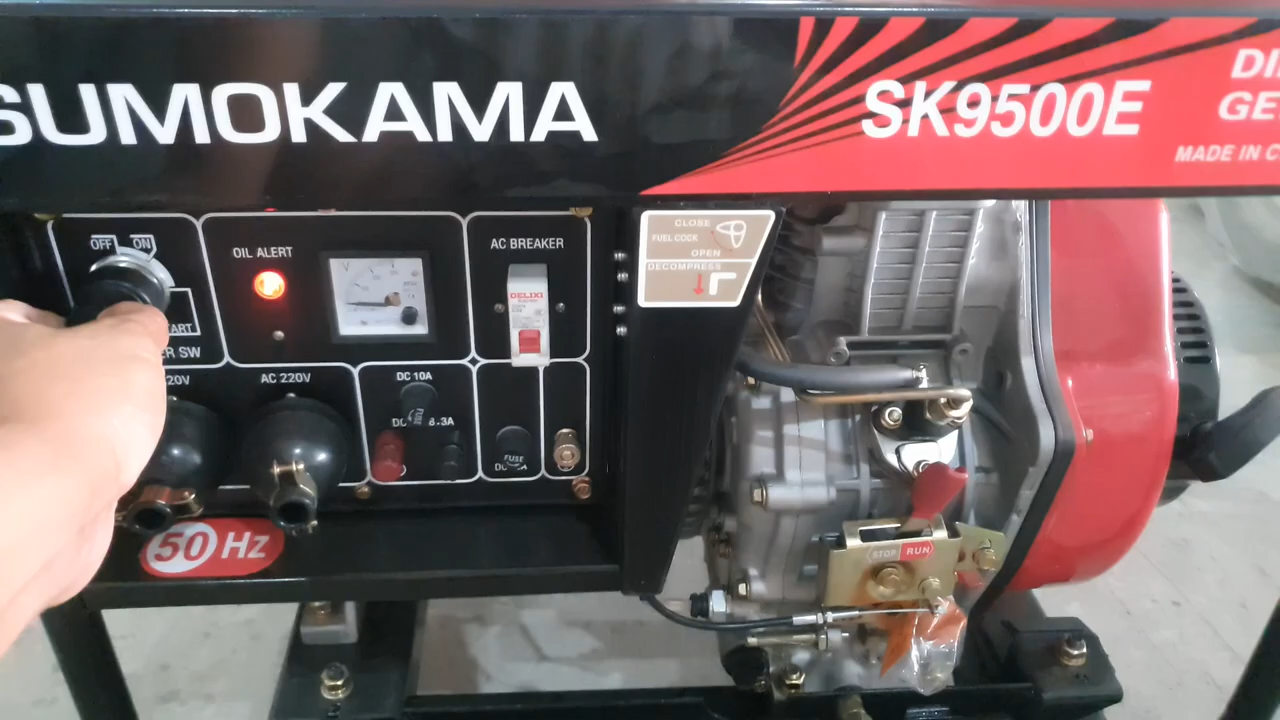 SUMOKAMA
SK9500E
MADE IN
OFF ON
OIL ALERT
V
AC BREAKER
DELIXI
CLOSE
FUEL COCK
OPEN
DECOMPRESS
AC 220V
DC 10A
FUSE
FUSE
STOP RUN
50 Hz